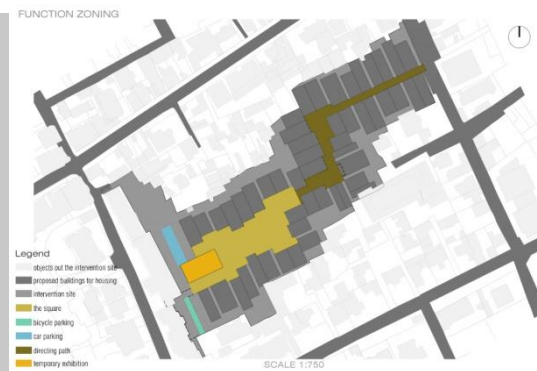 FUNCTION ZONING
Legend
objects out the intervention site
proposed buildings for housing
intervention site
the square
bicycle parking
car parking
directing path
temporary exhibition
SCALE 1:750